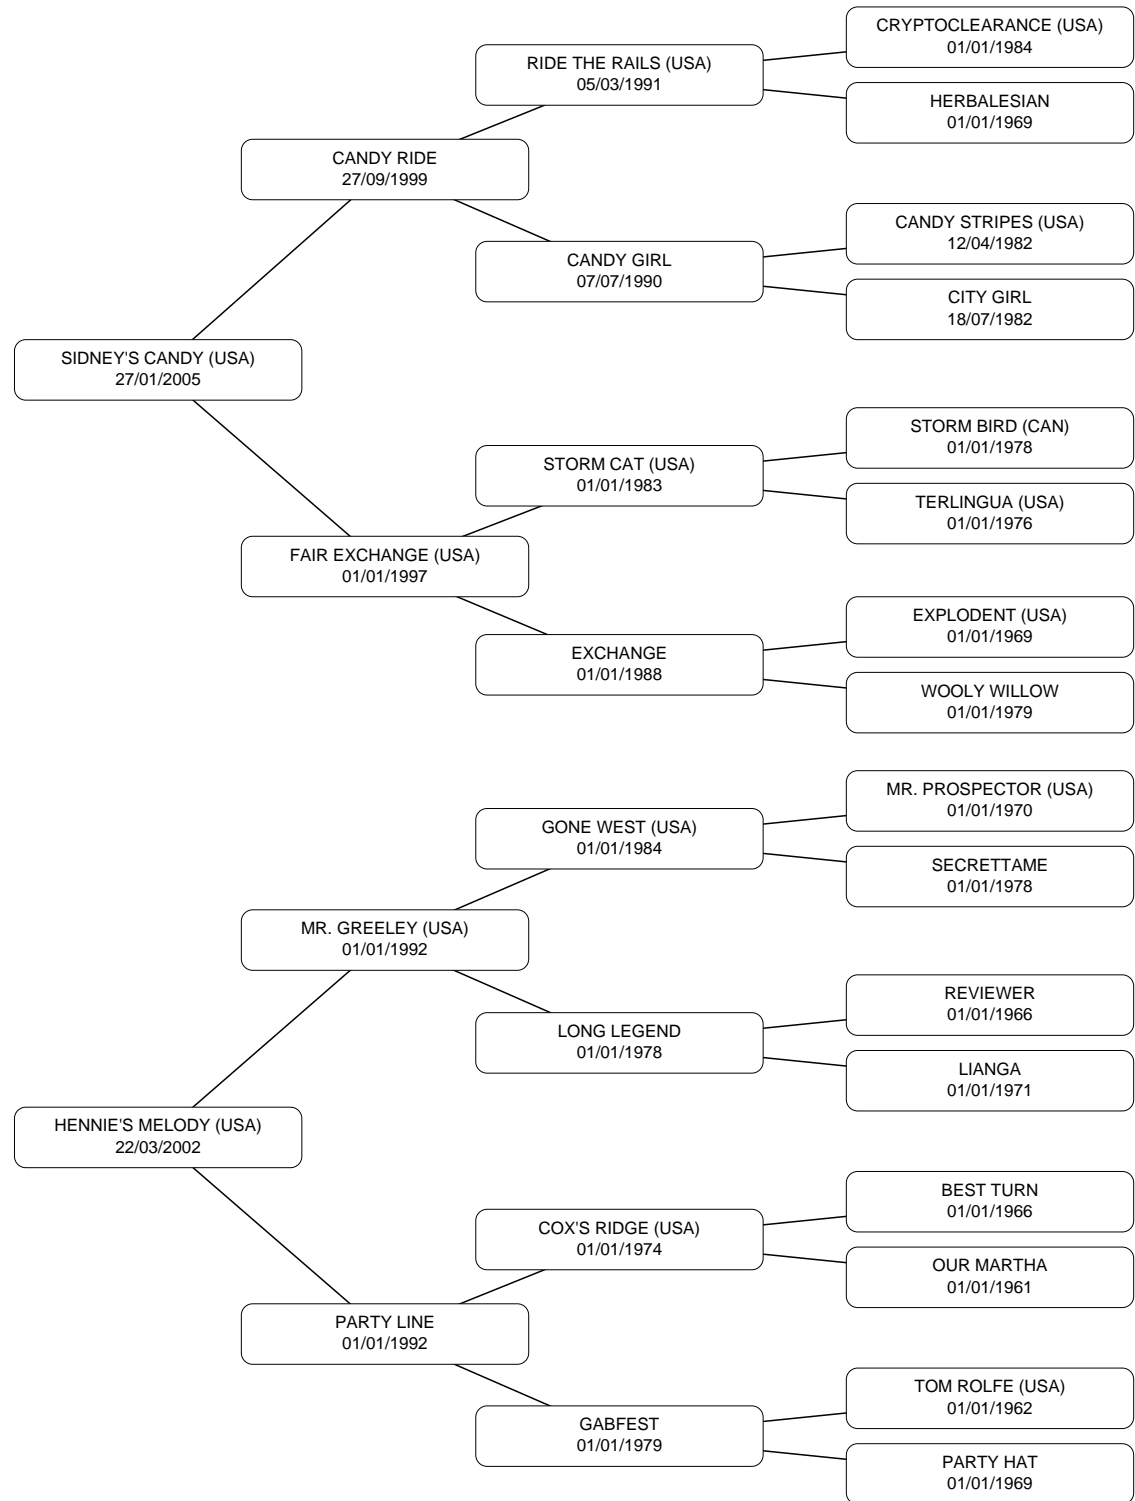 CRYPTOCLEARANCE (USA)
01/01/1984
RIDE THE RAILS (USA)
05/03/1991
HERBALESIAN
01/01/1969
CANDY RIDE
27/09/1999
CANDY STRIPES (USA)
12/04/1982
CANDY GIRL
07/07/1990
CITY GIRL
18/07/1982
SIDNEY'S CANDY (USA)
27/01/2005
STORM BIRD (CAN)
01/01/1978
STORM CAT (USA)
01/01/1983
TERLINGUA (USA)
01/01/1976
FAIR EXCHANGE (USA)
01/01/1997
EXPLODENT (USA)
01/01/1969
EXCHANGE
01/01/1988
WOOLY WILLOW
01/01/1979
MR. PROSPECTOR (USA)
01/01/1970
GONE WEST (USA)
01/01/1984
SECRETTAME
01/01/1978
MR. GREELEY (USA)
01/01/1992
REVIEWER
01/01/1966
LONG LEGEND
01/01/1978
LIANGA
01/01/1971
HENNIE'S MELODY (USA)
22/03/2002
BEST TURN
01/01/1966
COX'S RIDGE (USA)
01/01/1974
OUR MARTHA
01/01/1961
PARTY LINE
01/01/1992
TOM ROLFE (USA)
01/01/1962
GABFEST
01/01/1979
PARTY HAT
01/01/1969